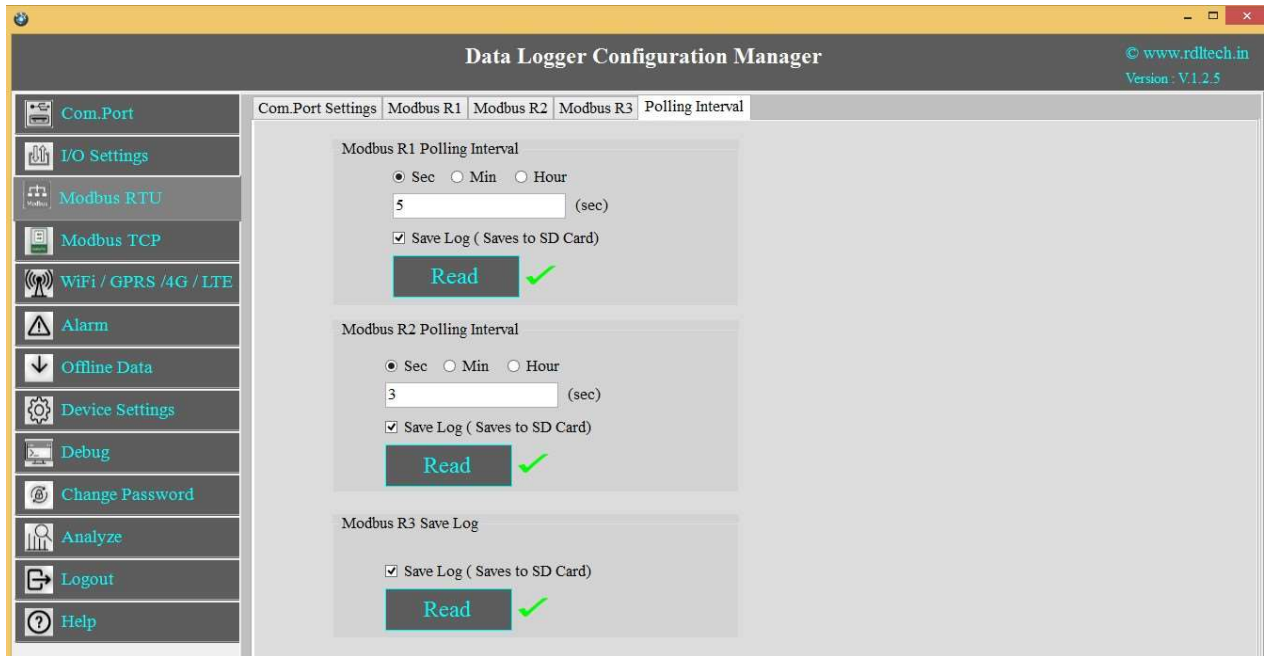 Data Logger Configuration Manager
© www.rdltech.in
Version : V.1.2.5
Com.Port
I/O Settings
Modbus RTU
Modbus TCP
WiFi / GPRS /4G / LTE
Alarm
Offline Data
Device Settings
Debug
Change Password
Analyze
Logout
Help
Com.Port Settings Modbus R1 Modbus R2 Modbus R3 Polling Interval
Modbus R1 Polling Interval
Sec Min Hour
5 (sec)
Save Log ( Saves to SD Card)
Read
Modbus R2 Polling Interval
Sec Min Hour
3 (sec)
Save Log ( Saves to SD Card)
Read
Modbus R3 Save Log
Save Log ( Saves to SD Card)
Read